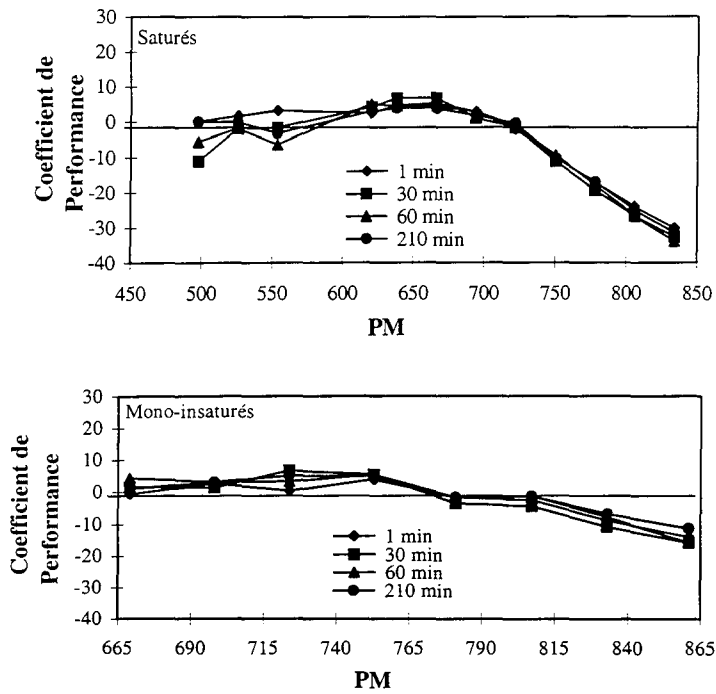 30
Saturés
20
10
0
-10
-20
-30
-40
Coefficient de
Performance
1 min
30 min
60 min
210 min
450 500 550 600 650 700 750 800 850
PM
30
Mono-insaturés
20
10
0
-10
-20
-30
-40
Coefficient de
Performance
1 min
30 min
60 min
210 min
665 690 715 740 765 790 815 840 865
PM